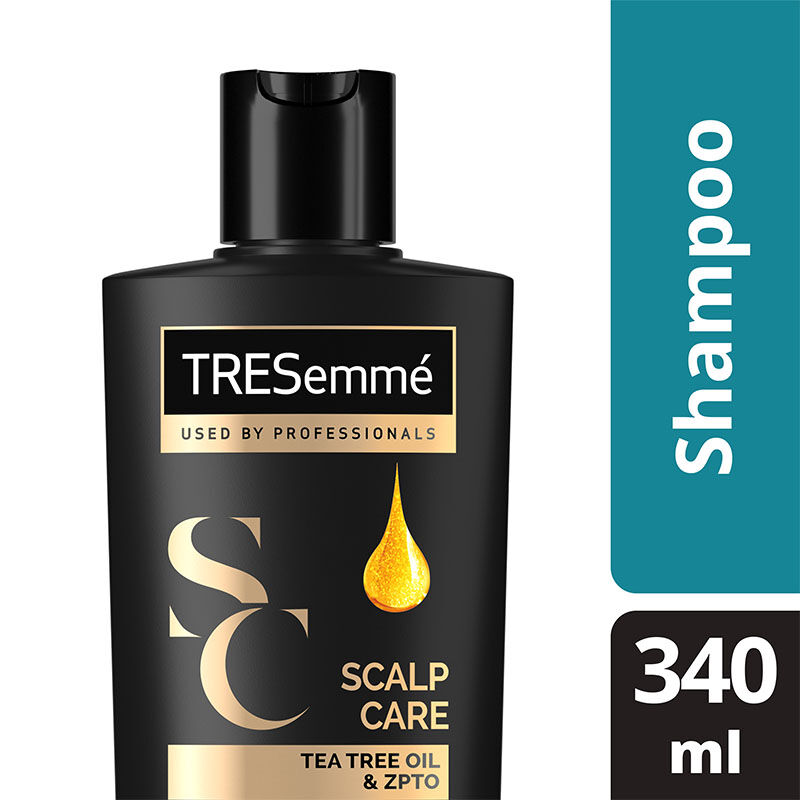 TRESemmé
USED BY PROFESSIONALS
SC
SCALP
CARE
TEA TREE OIL
& ZPTO
Shampoo
340
ml